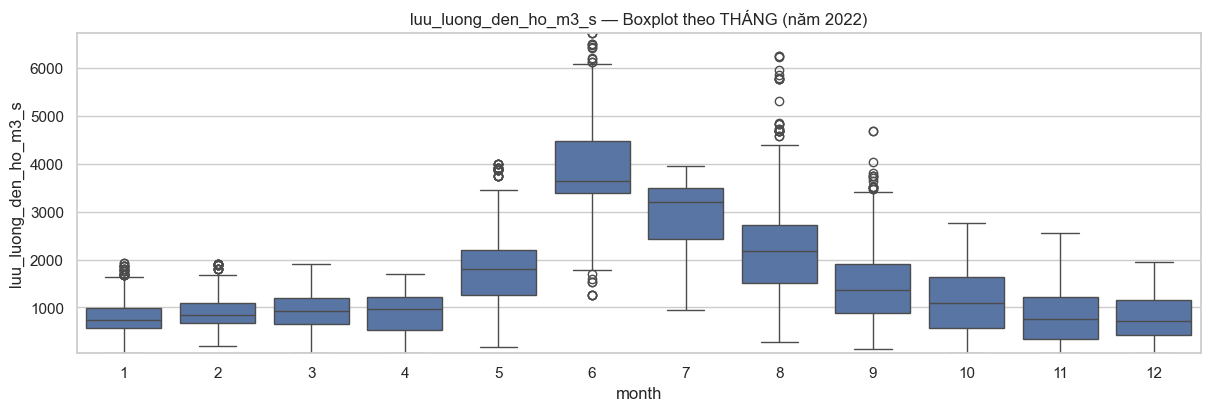 luu_luong_den_ho_m3_s — Boxplot theo THÁNG (năm 2022)
luu_luong_den_ho_m3_s
6000
5000
4000
3000
2000
1000
1 2 3 4 5 6 7 8 9 10 11 12
month